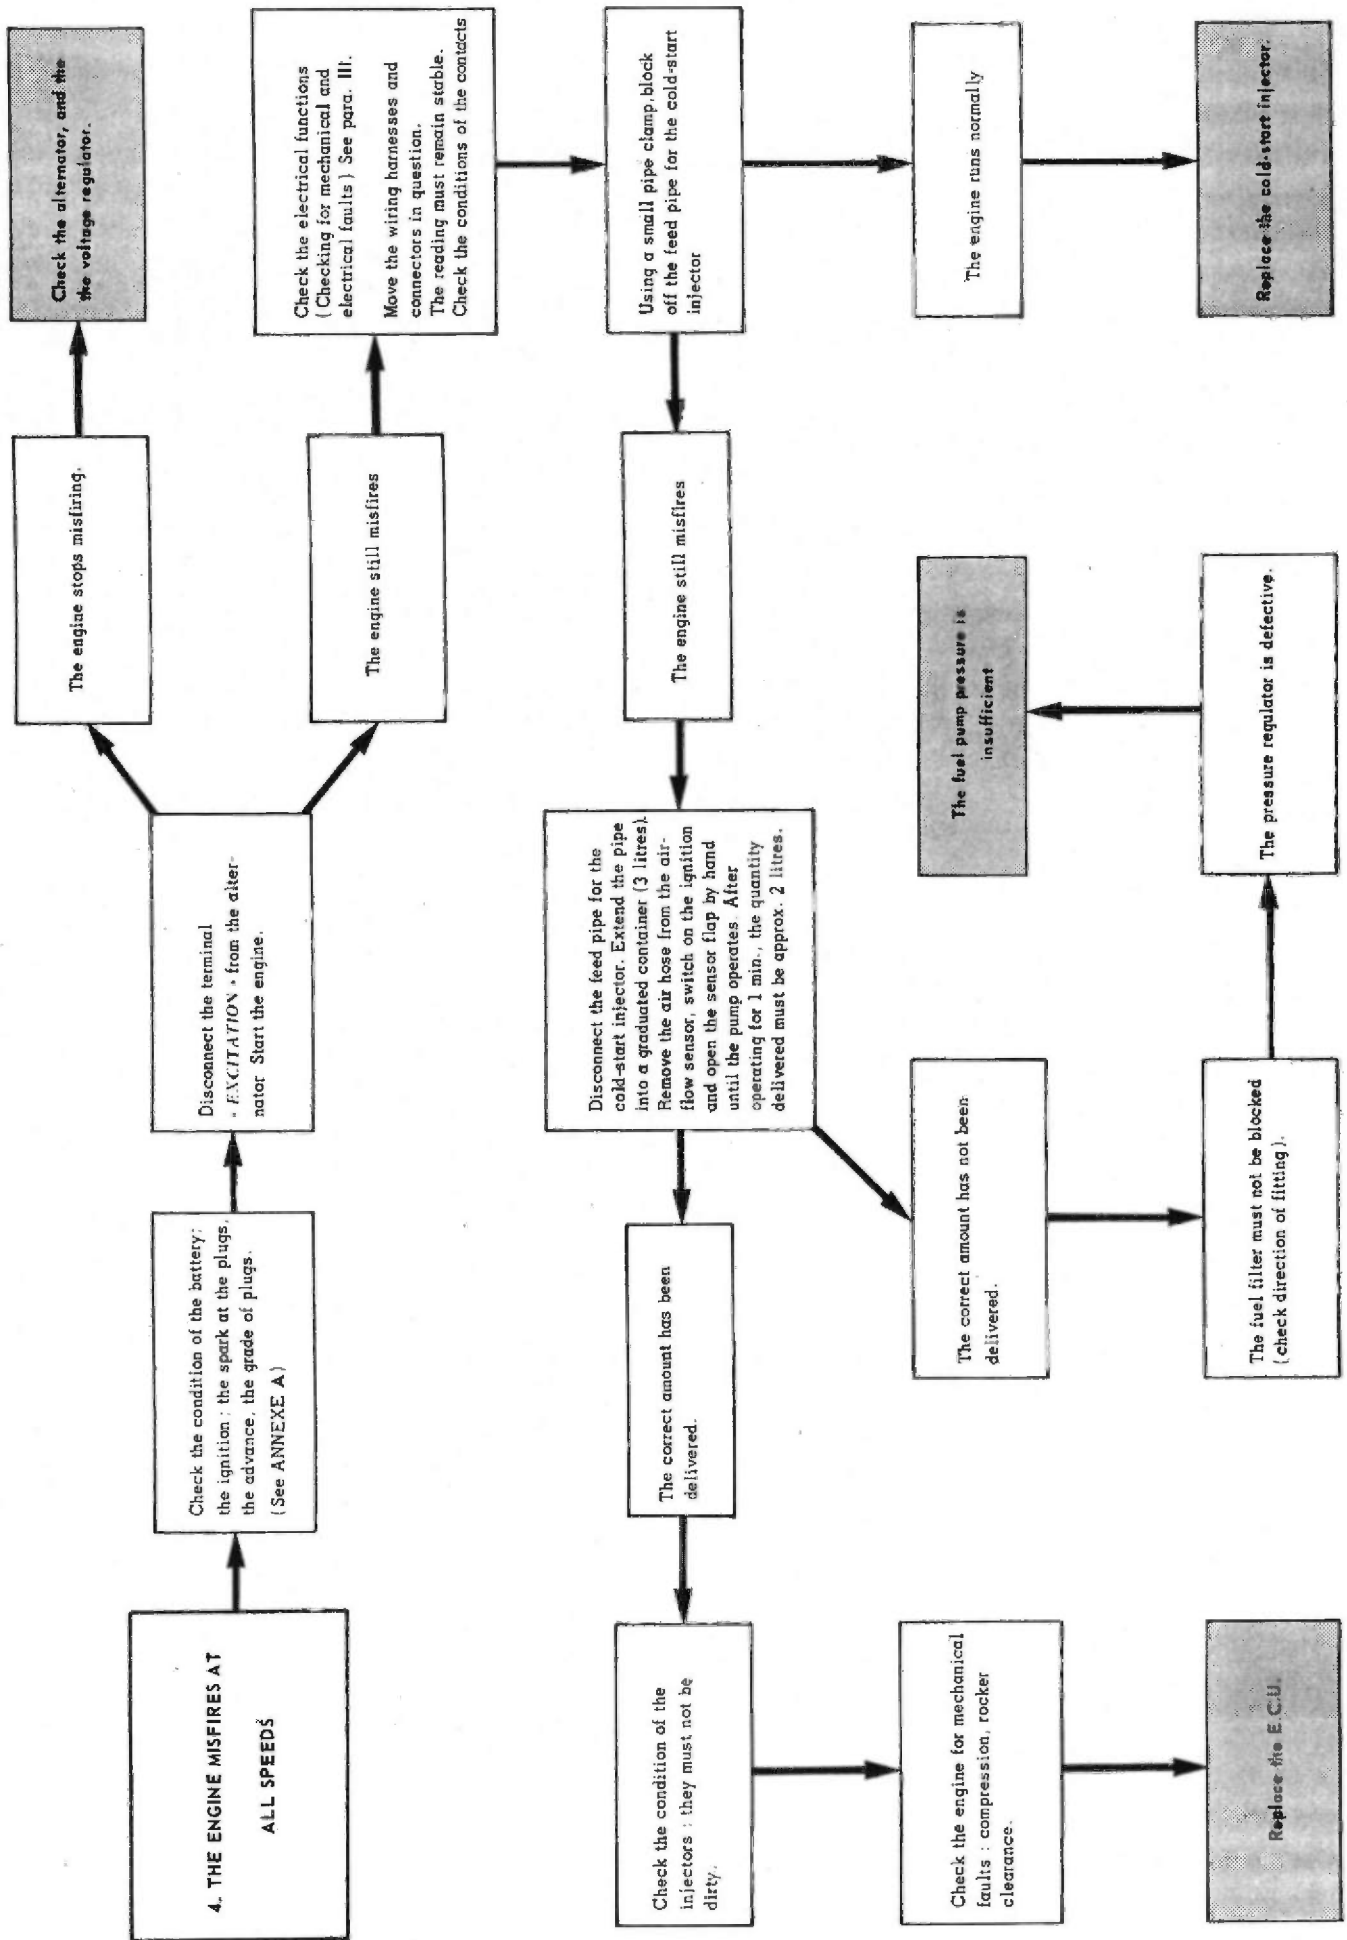 4. THE ENGINE MISFIRES AT
ALL SPEEDS
Check the condition of the battery;
the ignition : the spark at the plugs,
the advance, the grade of plugs.
(See ANNEXE A)
Disconnect the terminal
« EXCITATION » from the alter-
nator Start the engine.
The engine stops misfiring.
Check the alternator, and the
the voltage regulator.
The engine still misfires
Check the electrical functions
(Checking for mechanical and
electrical faults) See para. III.
Move the wiring harnesses and
connectors in question.
The reading must remain stable.
Check the conditions of the contacts
Using a small pipe clamp, block
off the feed pipe for the cold-start
injector
The engine runs normally
Replace the cold-start injector.
The engine still misfires
Disconnect the feed pipe for the
cold-start injector. Extend the pipe
into a graduated container (3 litres).
Remove the air hose from the air-
flow sensor, switch on the ignition
and open the sensor flap by hand
until the pump operates. After
operating for 1 min., the quantity
delivered must be approx. 2 litres.
The correct amount has been
delivered.
Check the condition of the
injectors : they must not be
dirty.
Check the engine for mechanical
faults : compression, rocker
clearance.
Replace the E.C.U.
The correct amount has not been
delivered.
The fuel filter must not be blocked
(check direction of fitting).
The pressure regulator is defective.
The fuel pump pressure is
insufficient